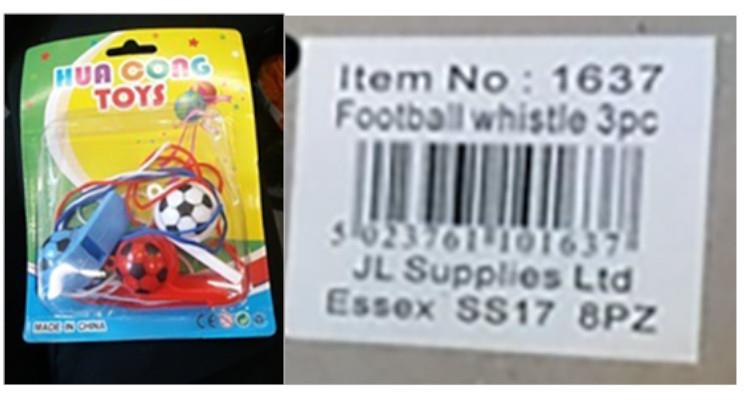 HUA CONG
TOYS
MADE IN CHINA
CE
Item No : 1637
Football whistle 3pc
5 023761 101637
JL Supplies Ltd
Essex SS17 8PZ